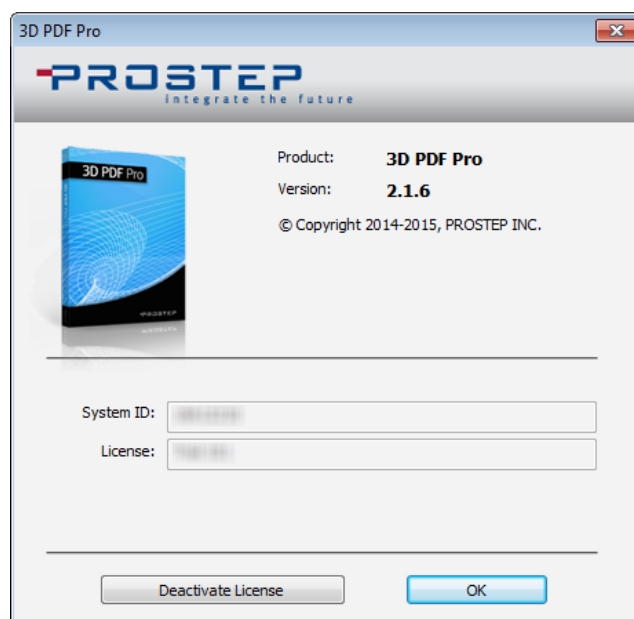 3D PDF Pro
PROSTEP
integrate the future
3D PDF Pro
PROSTEP
Product: 3D PDF Pro
Version: 2.1.6
© Copyright 2014-2015, PROSTEP INC.
System ID:
License:
Deactivate License
OK